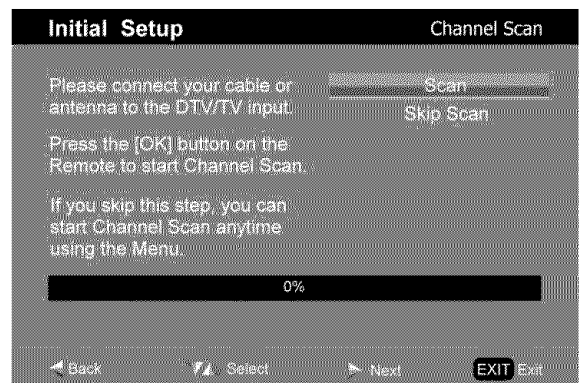 Initial Setup
Channel Scan
Please connect your cable or
antenna to the DTV/TV input.
Press the [OK] button on the
Remote to start Channel Scan.
If you skip this step, you can
start Channel Scan anytime
using the Menu.
Scan
Skip Scan
0%
Back
Select
Next
EXIT Exit